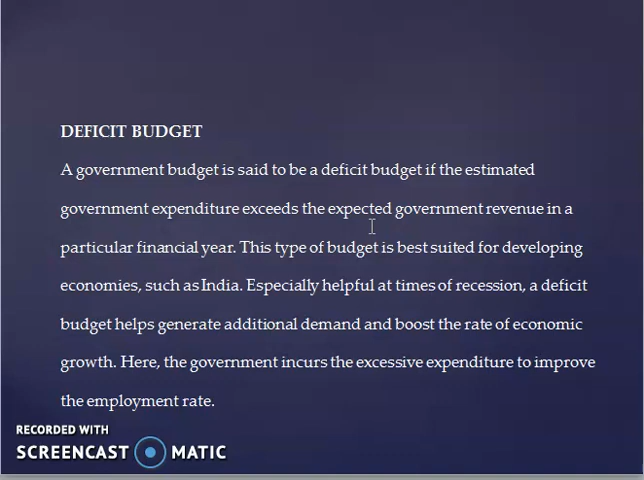 DEFICIT BUDGET
A government budget is said to be a deficit budget if the estimated
government expenditure exceeds the expected government revenue in a
particular financial year. This type of budget is best suited for developing
economies, such as India. Especially helpful at times of recession, a deficit
budget helps generate additional demand and boost the rate of economic
growth. Here, the government incurs the excessive expenditure to improve
the employment rate.
RECORDED WITH
SCREENCAST MATIC